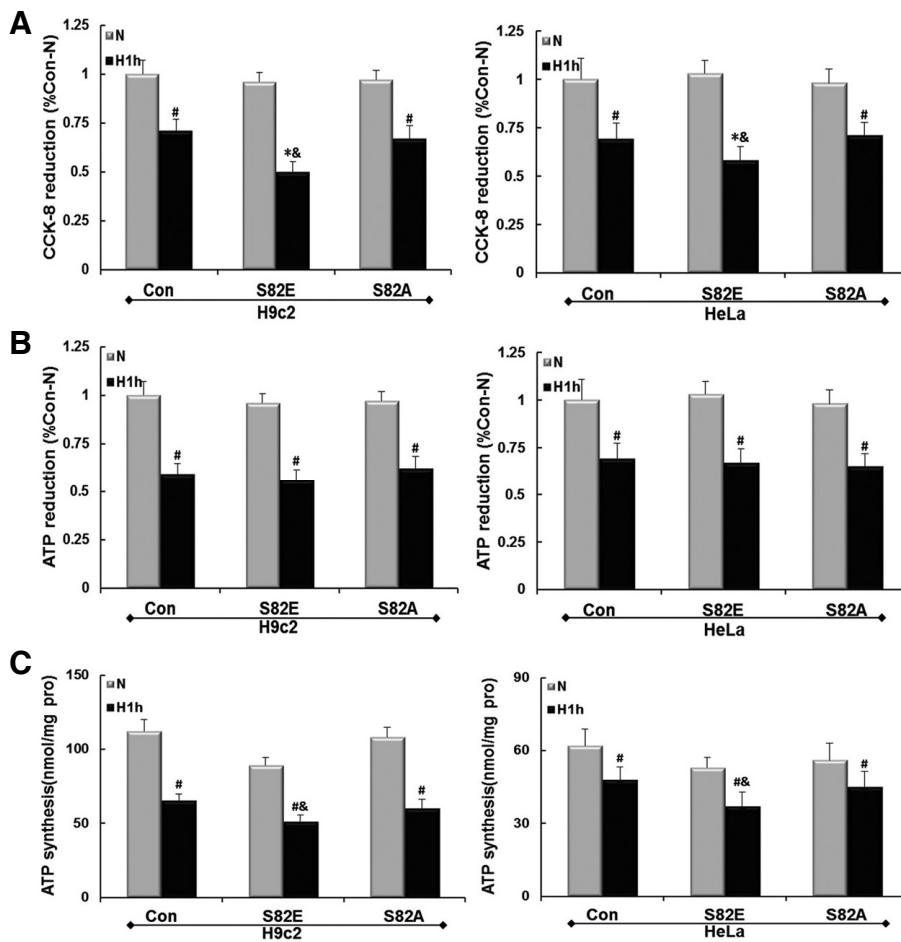 A
CCK-8 reduction (%Con-N)
1.25
1
0.75
0.5
0.25
0
N
H1h
#
*&
#
Con
S82E
S82A
H9c2
CCK-8 reduction (%Con-N)
1.25
1
0.75
0.5
0.25
0
N
H1h
#
*&
#
Con
S82E
S82A
HeLa
B
ATP reduction (%Con-N)
1.25
1
0.75
0.5
0.25
0
N
H1h
#
#
#
Con
S82E
S82A
H9c2
ATP reduction (%Con-N)
1.25
1
0.75
0.5
0.25
0
N
H1h
#
#
#
Con
S82E
S82A
HeLa
C
ATP synthesis(nmol/mg pro)
150
100
50
0
N
H1h
#
#&
#
Con
S82E
S82A
H9c2
ATP synthesis(nmol/mg pro)
90
60
30
0
N
H1h
#
#&
#
Con
S82E
S82A
HeLa